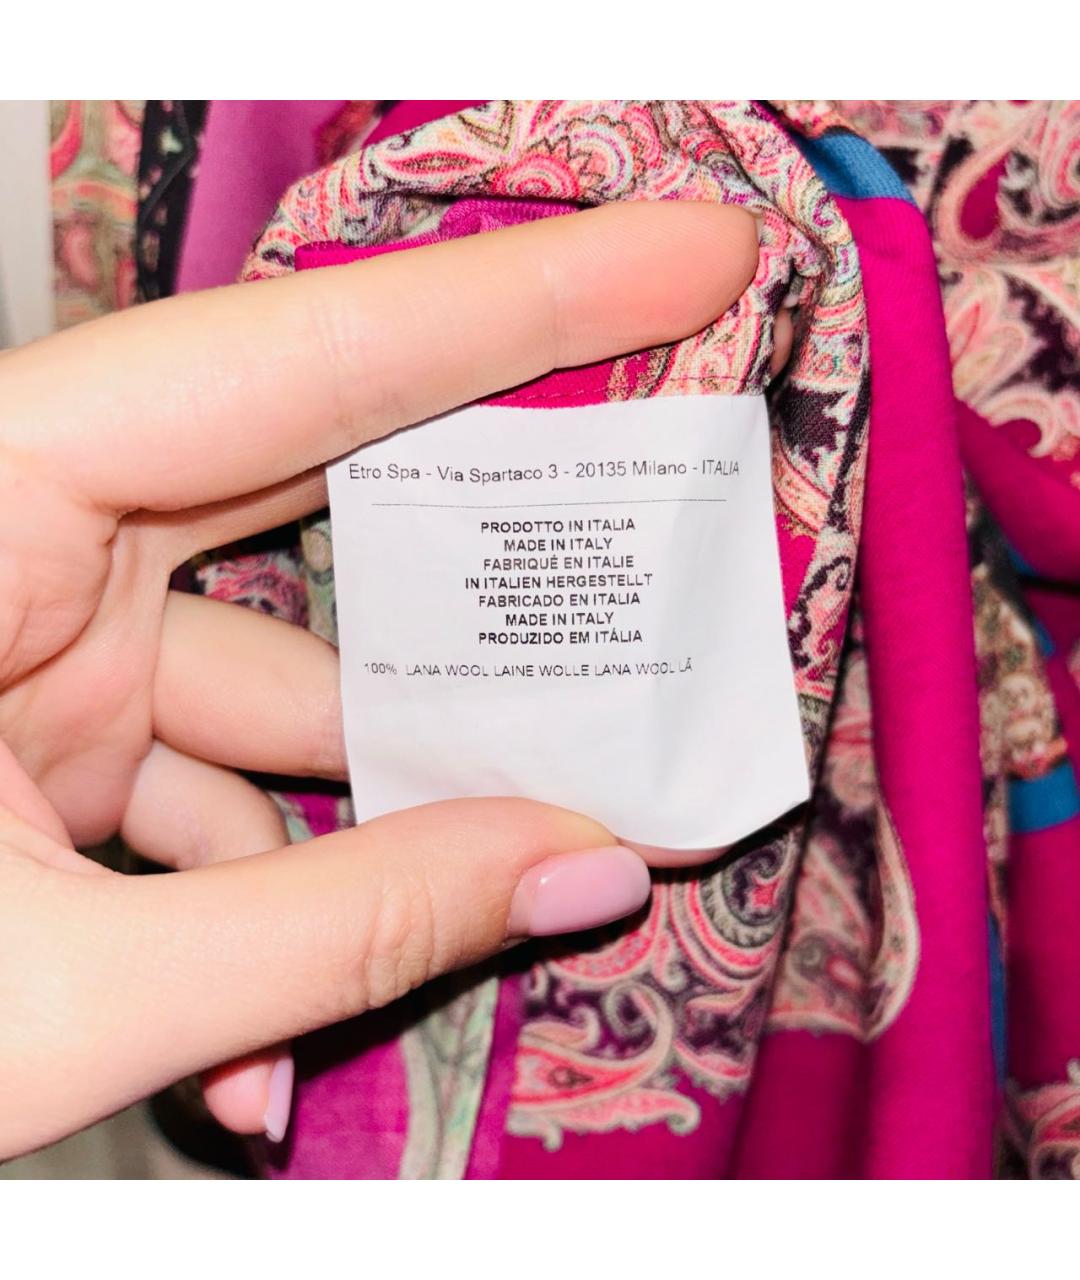 Etro Spa - Via Spartaco 3 - 20135 Milano - ITALIA
PRODOTTO IN ITALIA
MADE IN ITALY
FABRIQUÉ EN ITALIE
IN ITALIEN HERGESTELLT
FABRICADO EN ITALIA
MADE IN ITALY
PRODUZIDO EM ITÁLIA
100% LANA WOOL LAINE WOLLE LANA WOOL LÃ